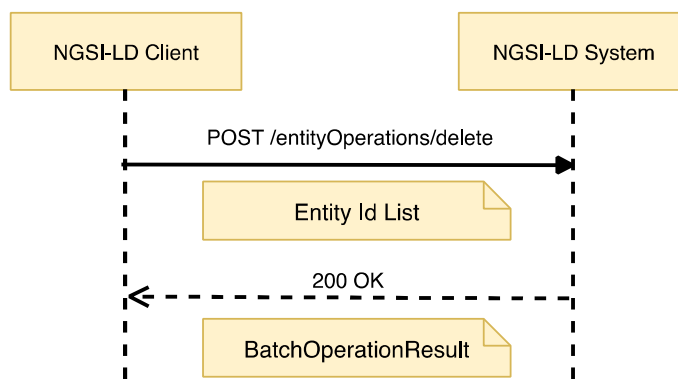 NGSI-LD Client
NGSI-LD System
POST /entityOperations/delete
Entity Id List
200 OK
BatchOperationResult